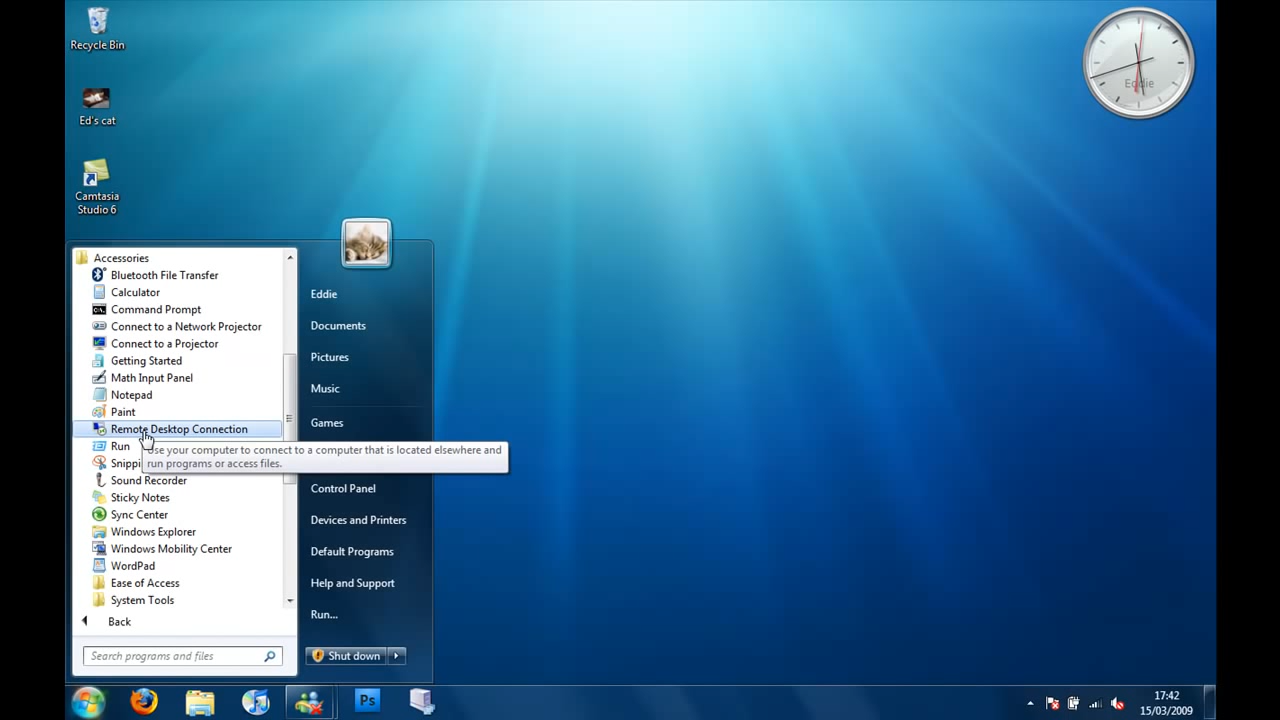 Recycle Bin
Ed's cat
Camtasia
Studio 6
Eddie
Accessories
Bluetooth File Transfer
Calculator
Command Prompt
Connect to a Network Projector
Connect to a Projector
Getting Started
Math Input Panel
Notepad
Paint
Remote Desktop Connection
Run
Use your computer to connect to a computer that is located elsewhere and
run programs or access files.
Snippi
Sound Recorder
Sticky Notes
Sync Center
Windows Explorer
Windows Mobility Center
WordPad
Ease of Access
System Tools
Back
Search programs and files
Eddie
Documents
Pictures
Music
Games
Control Panel
Devices and Printers
Default Programs
Help and Support
Run...
Shut down
Ps
17:42
15/03/2009